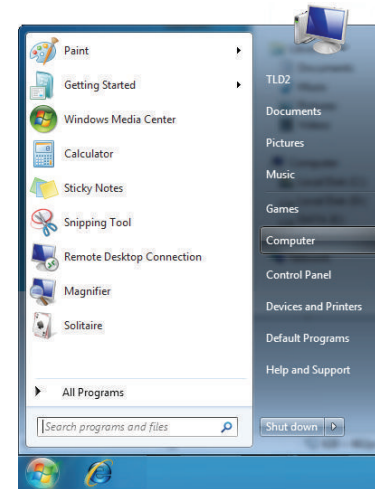 Paint
Getting Started
Windows Media Center
Calculator
Sticky Notes
Snipping Tool
Remote Desktop Connection
Magnifier
Solitaire
All Programs
Search programs and files
TLD2
Documents
Pictures
Music
Games
Computer
Control Panel
Devices and Printers
Default Programs
Help and Support
Shut down